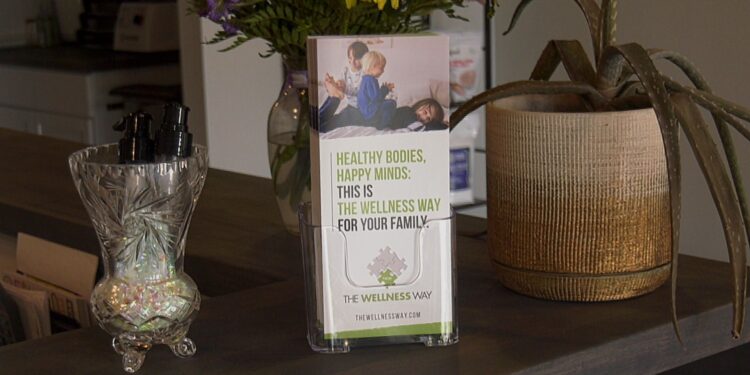 HEALTHY BODIES,
HAPPY MINDS:
THIS IS
THE WELLNESS WAY
FOR YOUR FAMILY.
THE WELLNESS WAY
THEWELLNESSWAY.COM